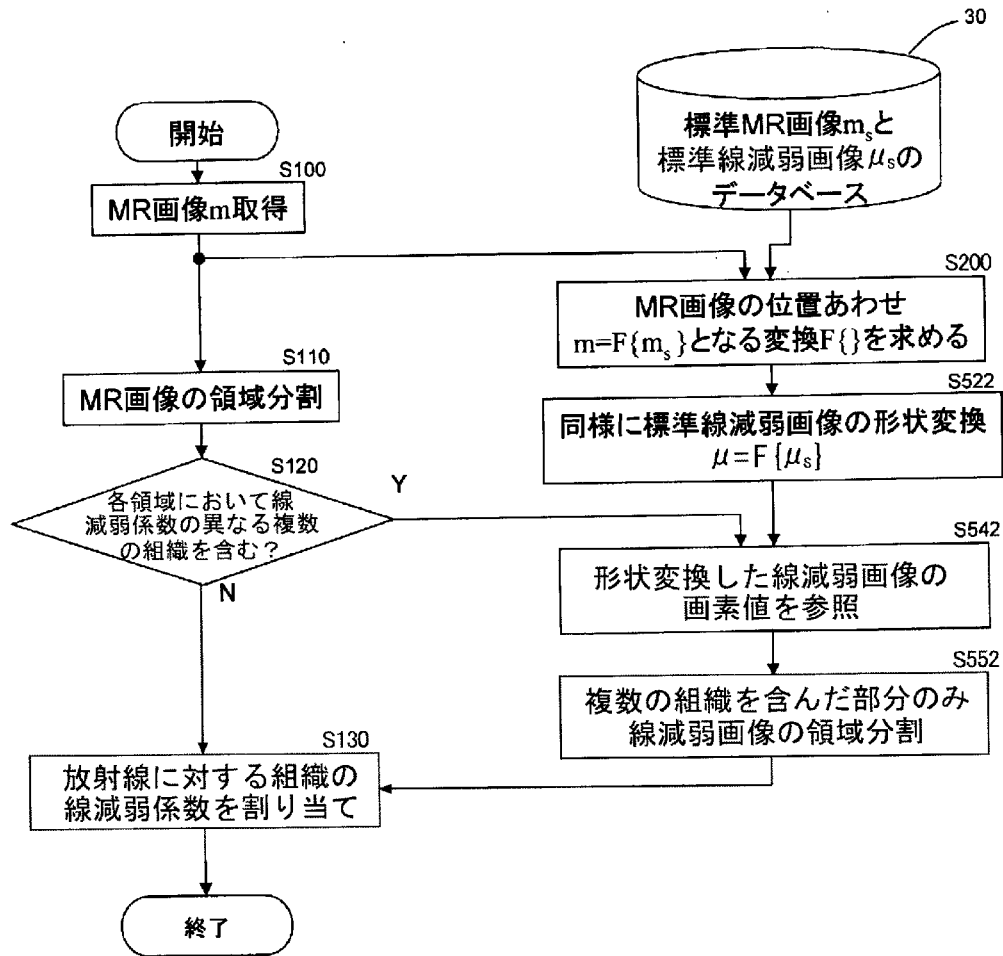 30
標準MR画像mₛと
標準線減弱画像μₛの
データベース
開始
S100
MR画像m取得
S200
MR画像の位置あわせ
m=F{mₛ}となる変換F{}を求める
S110
MR画像の領域分割
S522
同様に標準線減弱画像の形状変換
μ=F{μₛ}
S120
各領域において線
減弱係数の異なる複数
の組織を含む?
Y
N
S542
形状変換した線減弱画像の
画素値を参照
S552
複数の組織を含んだ部分のみ
線減弱画像の領域分割
S130
放射線に対する組織の
線減弱係数を割り当て
終了